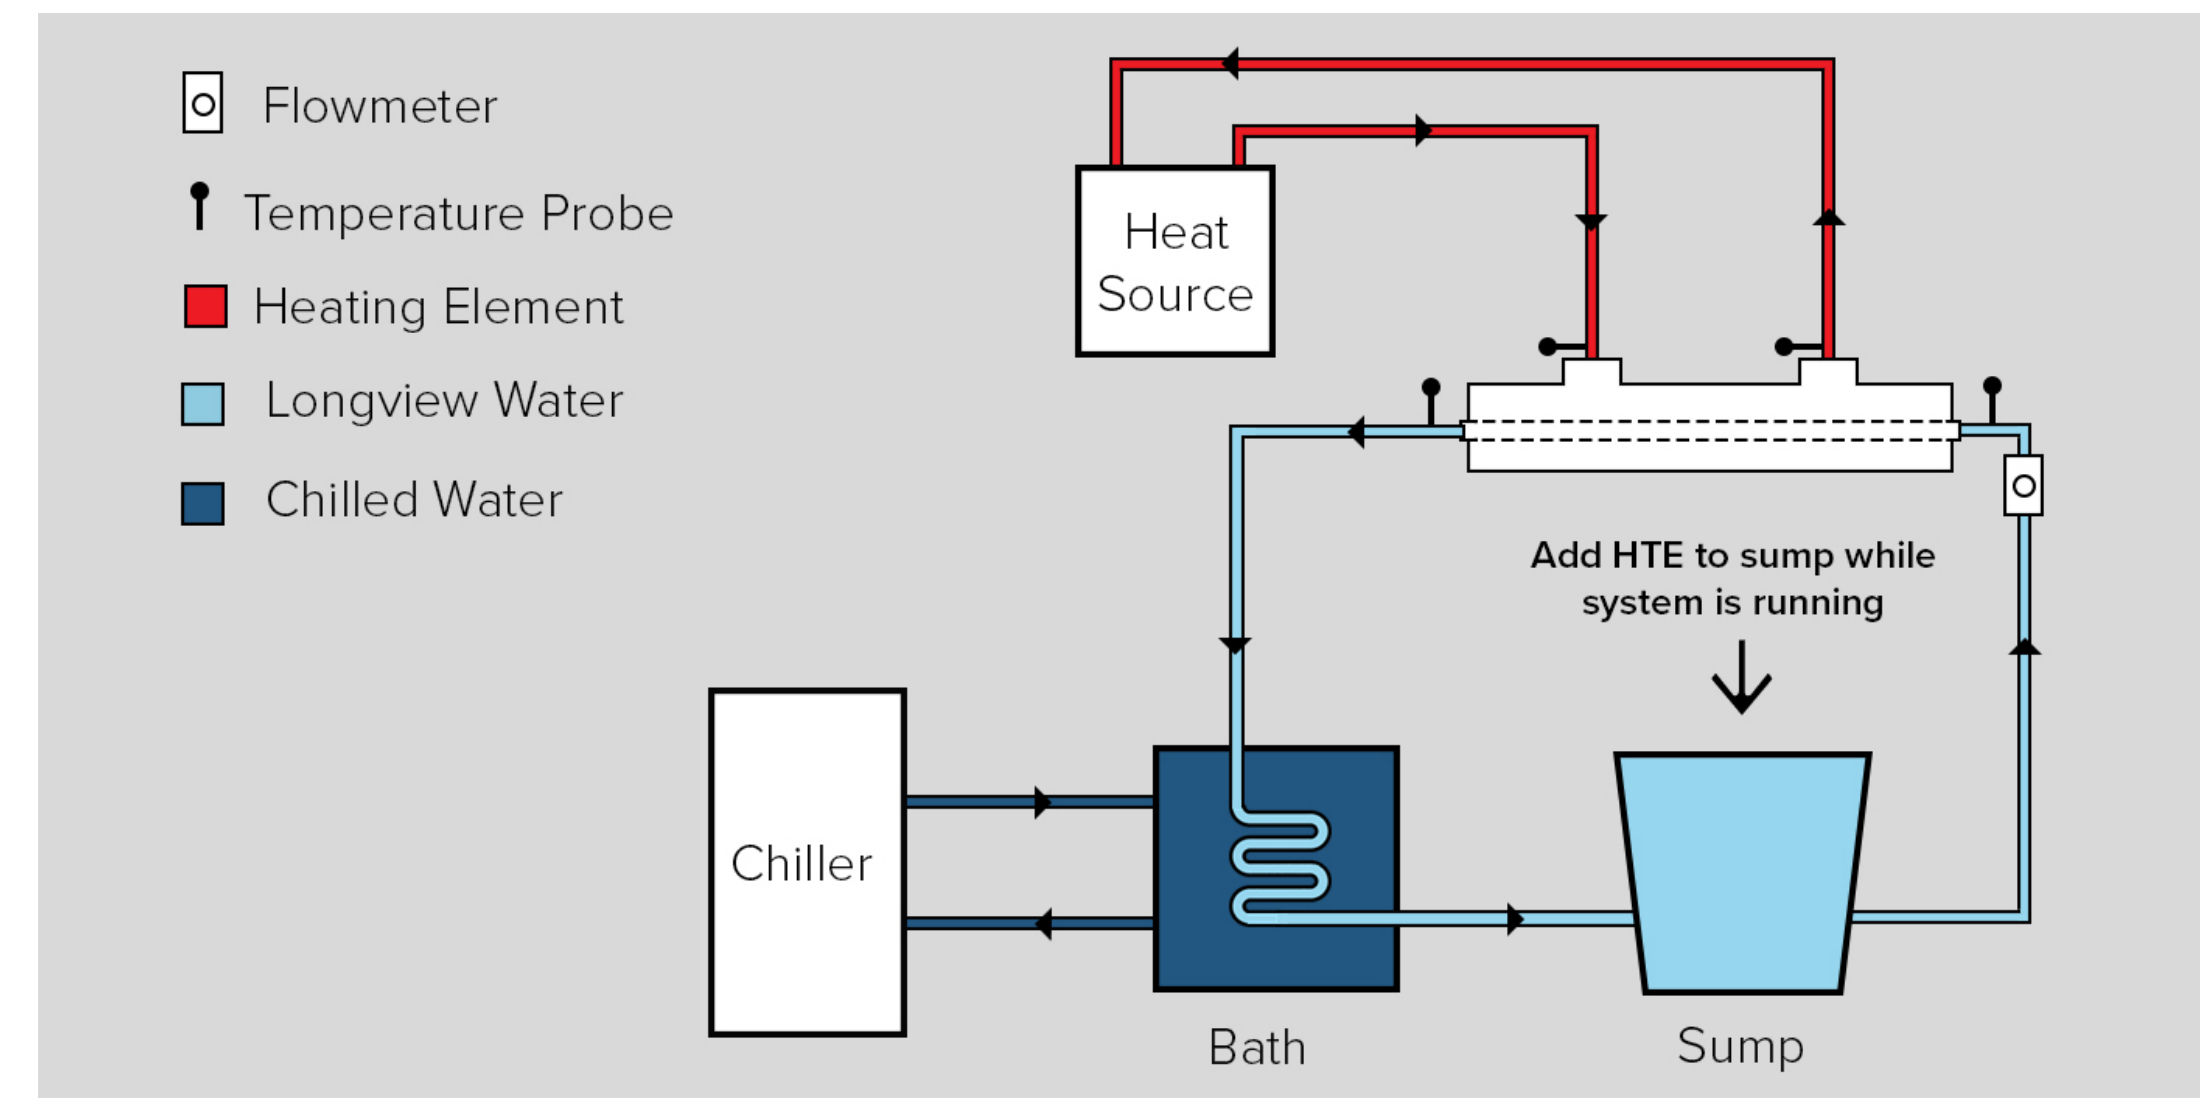 Flowmeter
Temperature Probe
Heating Element
Longview Water
Chilled Water
Heat
Source
Add HTE to sump while
system is running
Chiller
Bath
Sump